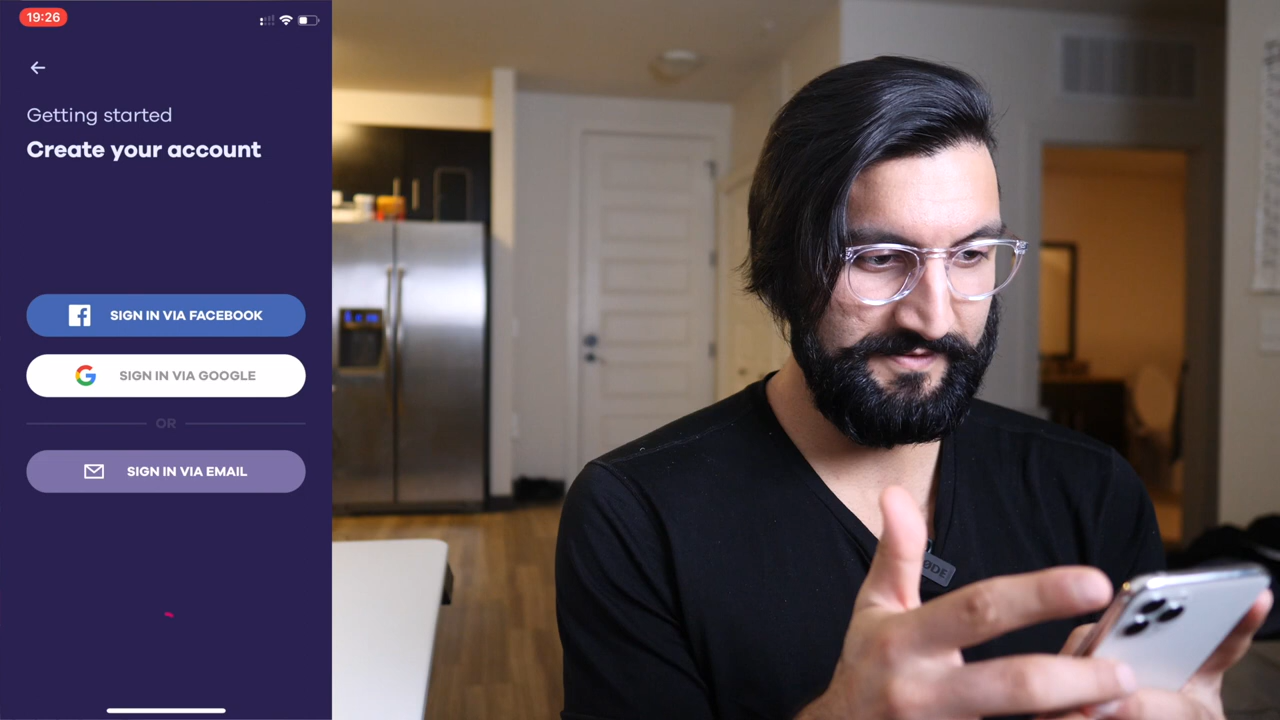 19:26
Getting started
Create your account
SIGN IN VIA FACEBOOK
SIGN IN VIA GOOGLE
OR
SIGN IN VIA EMAIL